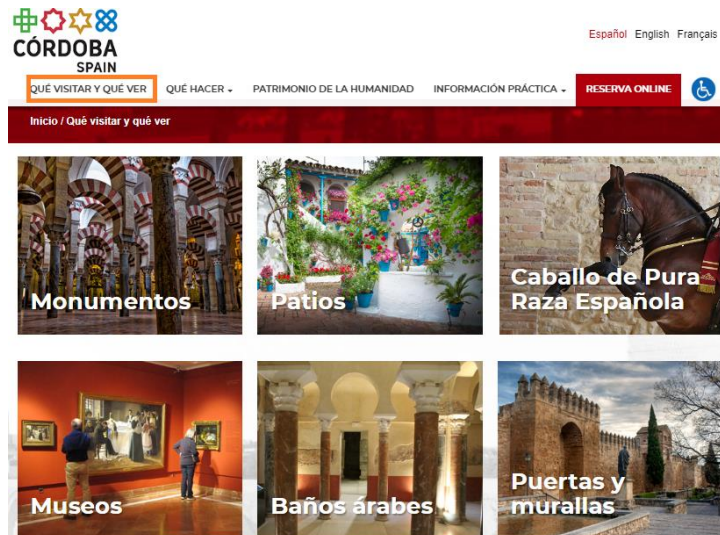 CÓRDOBA
SPAIN
Español English Français
QUÉ VISITAR Y QUÉ VER QUÉ HACER PATRIMONIO DE LA HUMANIDAD INFORMACIÓN PRÁCTICA RESERVA ONLINE
Inicio / Qué visitar y qué ver
Monumentos
Patios
Caballo de Pura
Raza Española
Museos
Baños árabes
Puertas y
murallas